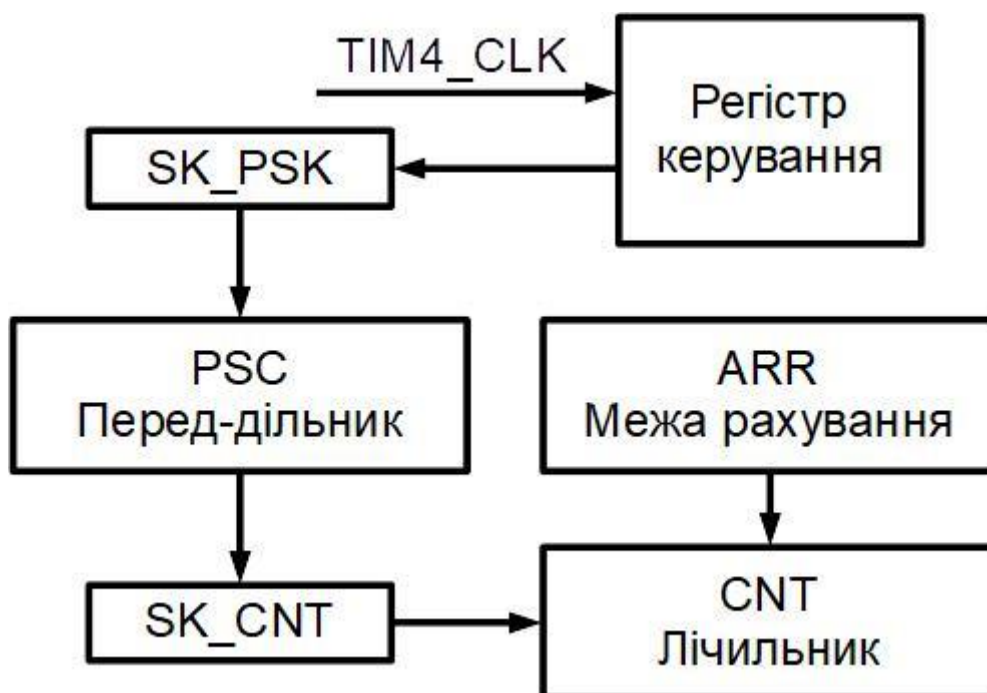 TIM4_CLK
Регістр
керування
SK_PSK
PSC
Перед-дільник
ARR
Межа рахування
SK_CNT
CNT
Лічильник